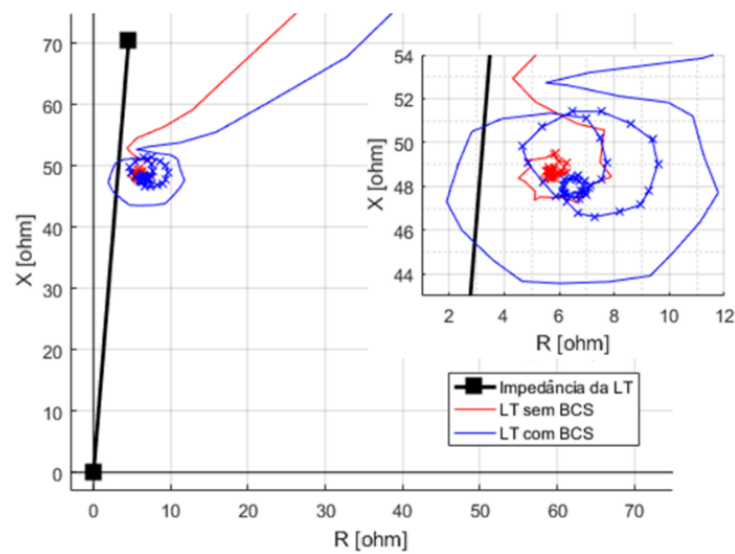 70
60
50
40
30
20
10
0
X [ohm]
0 10 20 30 40 50 60 70
R [ohm]
54
52
50
48
46
44
X [ohm]
2 4 6 8 10 12
R [ohm]
Impedância da LT
LT sem BCS
LT com BCS